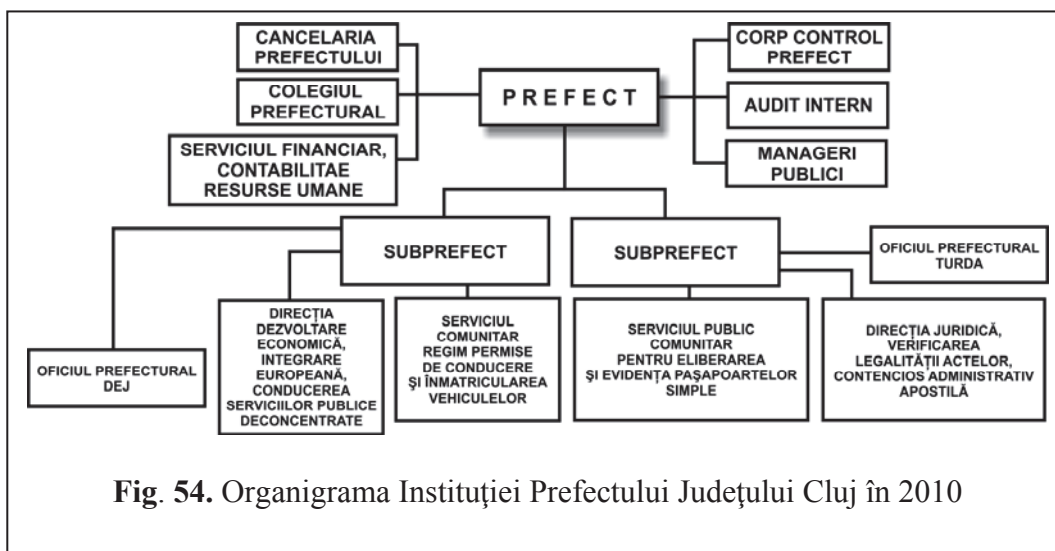 CANCELARIA
PREFECTULUI
COLEGIUL
PREFECTURAL
SERVICIUL FINANCIAR,
CONTABILITAE
RESURSE UMANE
PREFECT
CORP CONTROL
PREFECT
AUDIT INTERN
MANAGERI
PUBLICI
SUBPREFECT
SUBPREFECT
OFICIUL PREFECTURAL
TURDA
OFICIUL PREFECTURAL
DEJ
DIRECŢIA
DEZVOLTARE
ECONOMICĂ,
INTEGRARE
EUROPEANĂ,
CONDUCEREA
SERVICIILOR PUBLICE
DECONCENTRATE
SERVICIUL
COMUNITAR
REGIM PERMISE
DE CONDUCERE
ŞI ÎNMATRICULAREA
VEHICULELOR
SERVICIUL PUBLIC
COMUNITAR
PENTRU ELIBERAREA
ŞI EVIDENŢA PAŞAPOARTELOR
SIMPLE
DIRECŢIA JURIDICĂ,
VERIFICAREA
LEGALITĂŢII ACTELOR,
CONTENCIOS ADMINISTRATIV
APOSTILĂ
Fig. 54. Organigrama Instituţiei Prefectului Judeţului Cluj în 2010